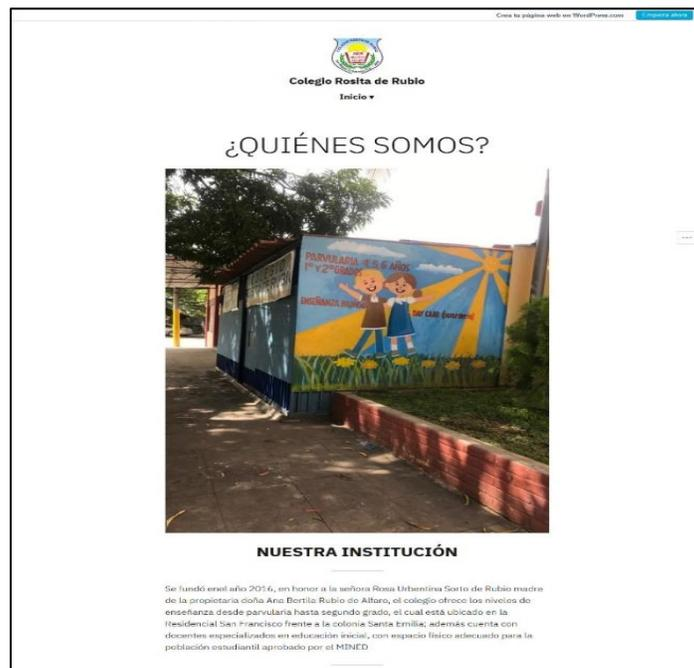 Crea tu página web en WordPress.com
Empieza ahora
Colegio Rosita de Rubio
Inicio ▾
¿QUIÉNES SOMOS?
PARVULARIA 4 5 6 AÑOS
1º Y 2º GRADOS
ENSEÑANZA
DAY CARE
NUESTRA INSTITUCIÓN
Se fundó enel año 2016, en honor a la señora Rosa Urbentina Sorto de Rubio madre
de la propietaria doña Ana Bertila Rubio de Alfaro, el colegio ofrece los niveles de
enseñanza desde parvularia hasta segundo grado, el cual está ubicado en la
Residencial San Francisco frente a la colonia Santa Emilia; además cuenta con
docentes especializados en educación inicial, con espacio físico adecuado para la
población estudiantil aprobado por el MINED